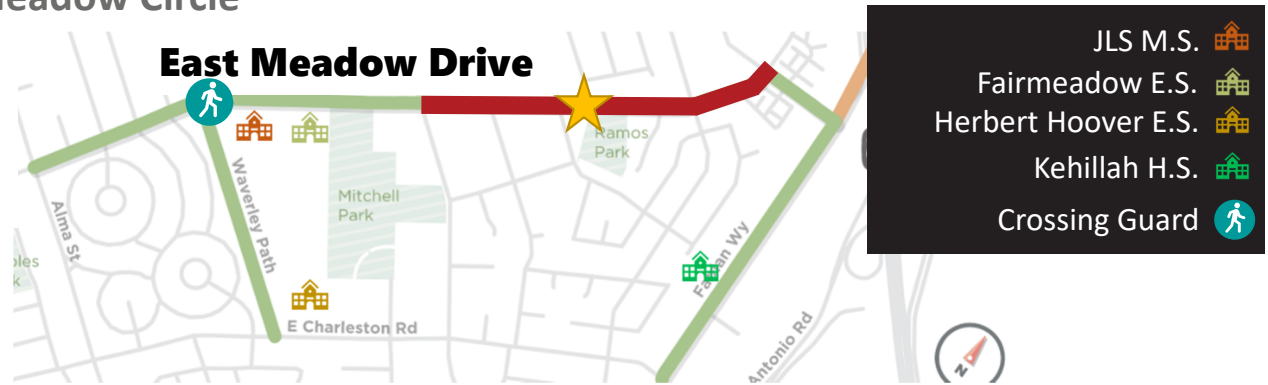 Meadow Circle
East Meadow Drive
JLS M.S.
Fairmeadow E.S.
Herbert Hoover E.S.
Kehillah H.S.
Crossing Guard
Ramos
Park
Mitchell
Park
Waverley Path
Alma St
E Charleston Rd
Antonio Rd
N